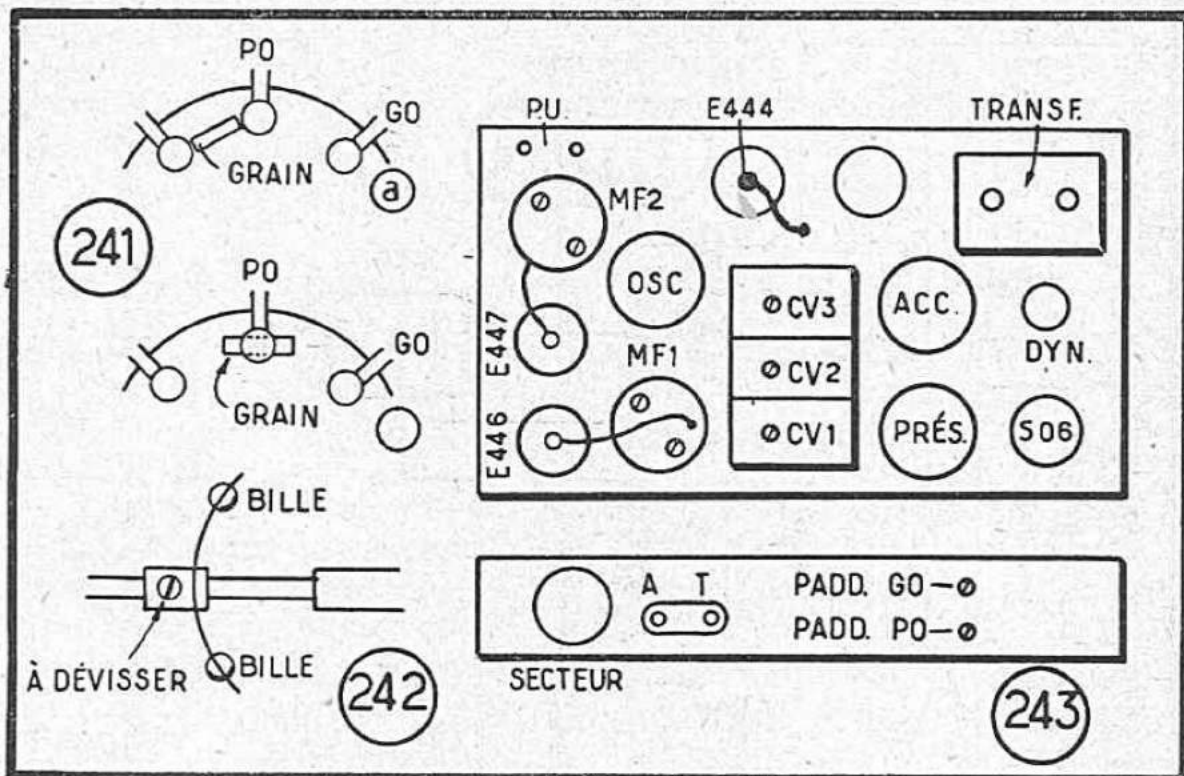 PO
GO
GRAIN
a
241
PO
GO
GRAIN
BILLE
À DÉVISSER
BILLE
242
P.U.
E444
TRANSF.
MF2
OSC
CV3
ACC.
DYN.
E447
MF1
CV2
E446
CV1
PRÉS.
506
A T
PADD. GO
PADD. PO
SECTEUR
243